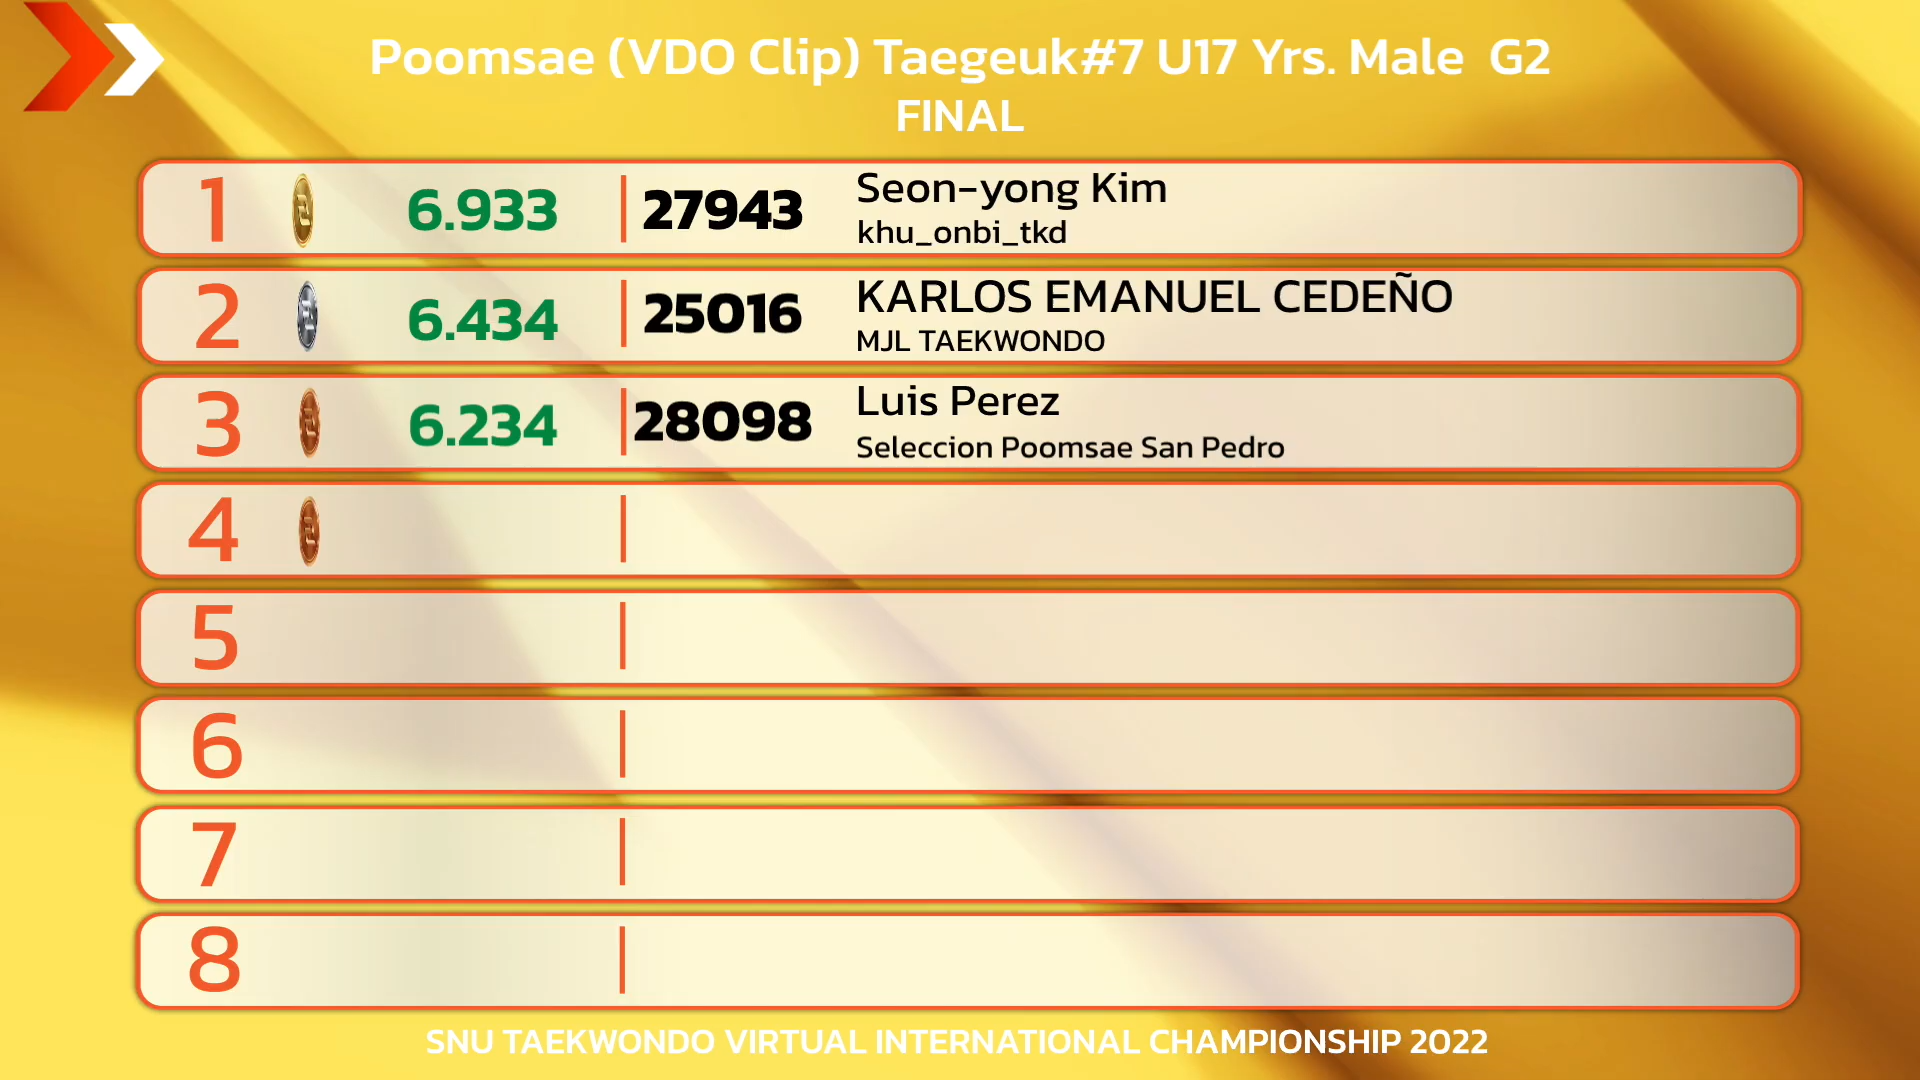 Poomsae (VDO Clip) Taegeuk#7 U17 Yrs. Male G2
FINAL
1 6.933 27943 Seon-yong Kim
khu_onbi_tkd
2 6.434 25016 KARLOS EMANUEL CEDEÑO
MJL TAEKWONDO
3 6.234 28098 Luis Perez
Seleccion Poomsae San Pedro
4
5
6
7
8
SNU TAEKWONDO VIRTUAL INTERNATIONAL CHAMPIONSHIP 2022